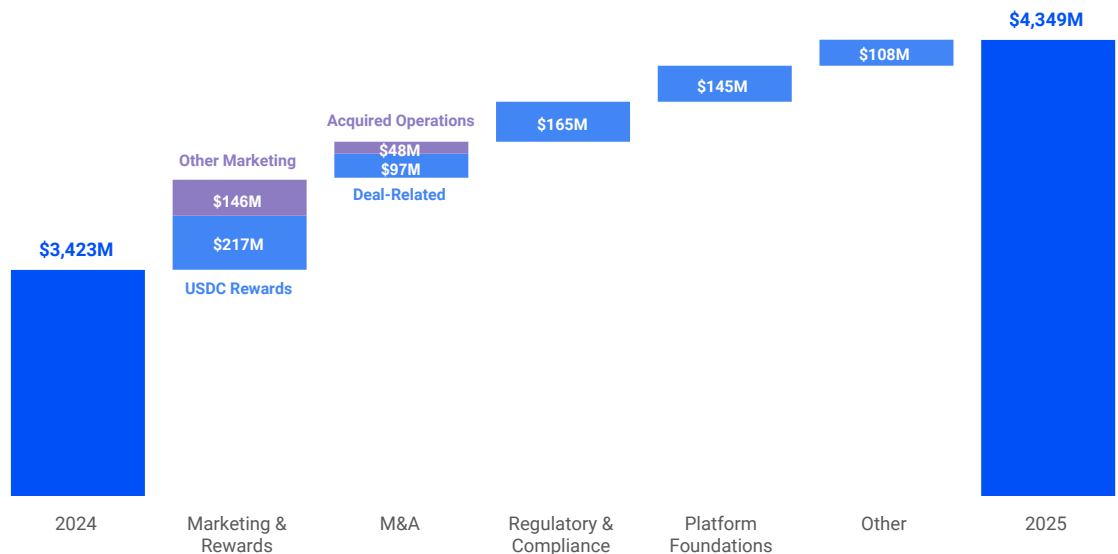 $4,349M
$108M
$145M
Acquired Operations
$165M
$48M
$97M
Other Marketing
Deal-Related
$146M
$3,423M
$217M
USDC Rewards
2024
Marketing &
Rewards
M&A
Regulatory &
Compliance
Platform
Foundations
Other
2025